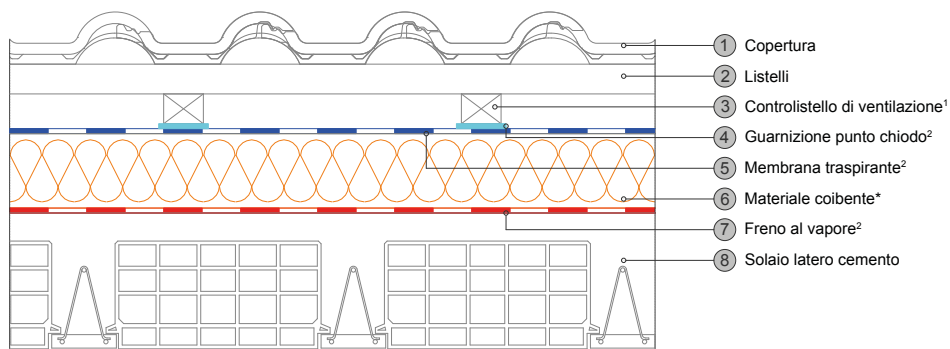 1 Copertura
2 Listelli
3 Controlistello di ventilazione¹
4 Guarnizione punto chiodo²
5 Membrana traspirante²
6 Materiale coibente*
7 Freno al vapore²
8 Solaio latero cemento